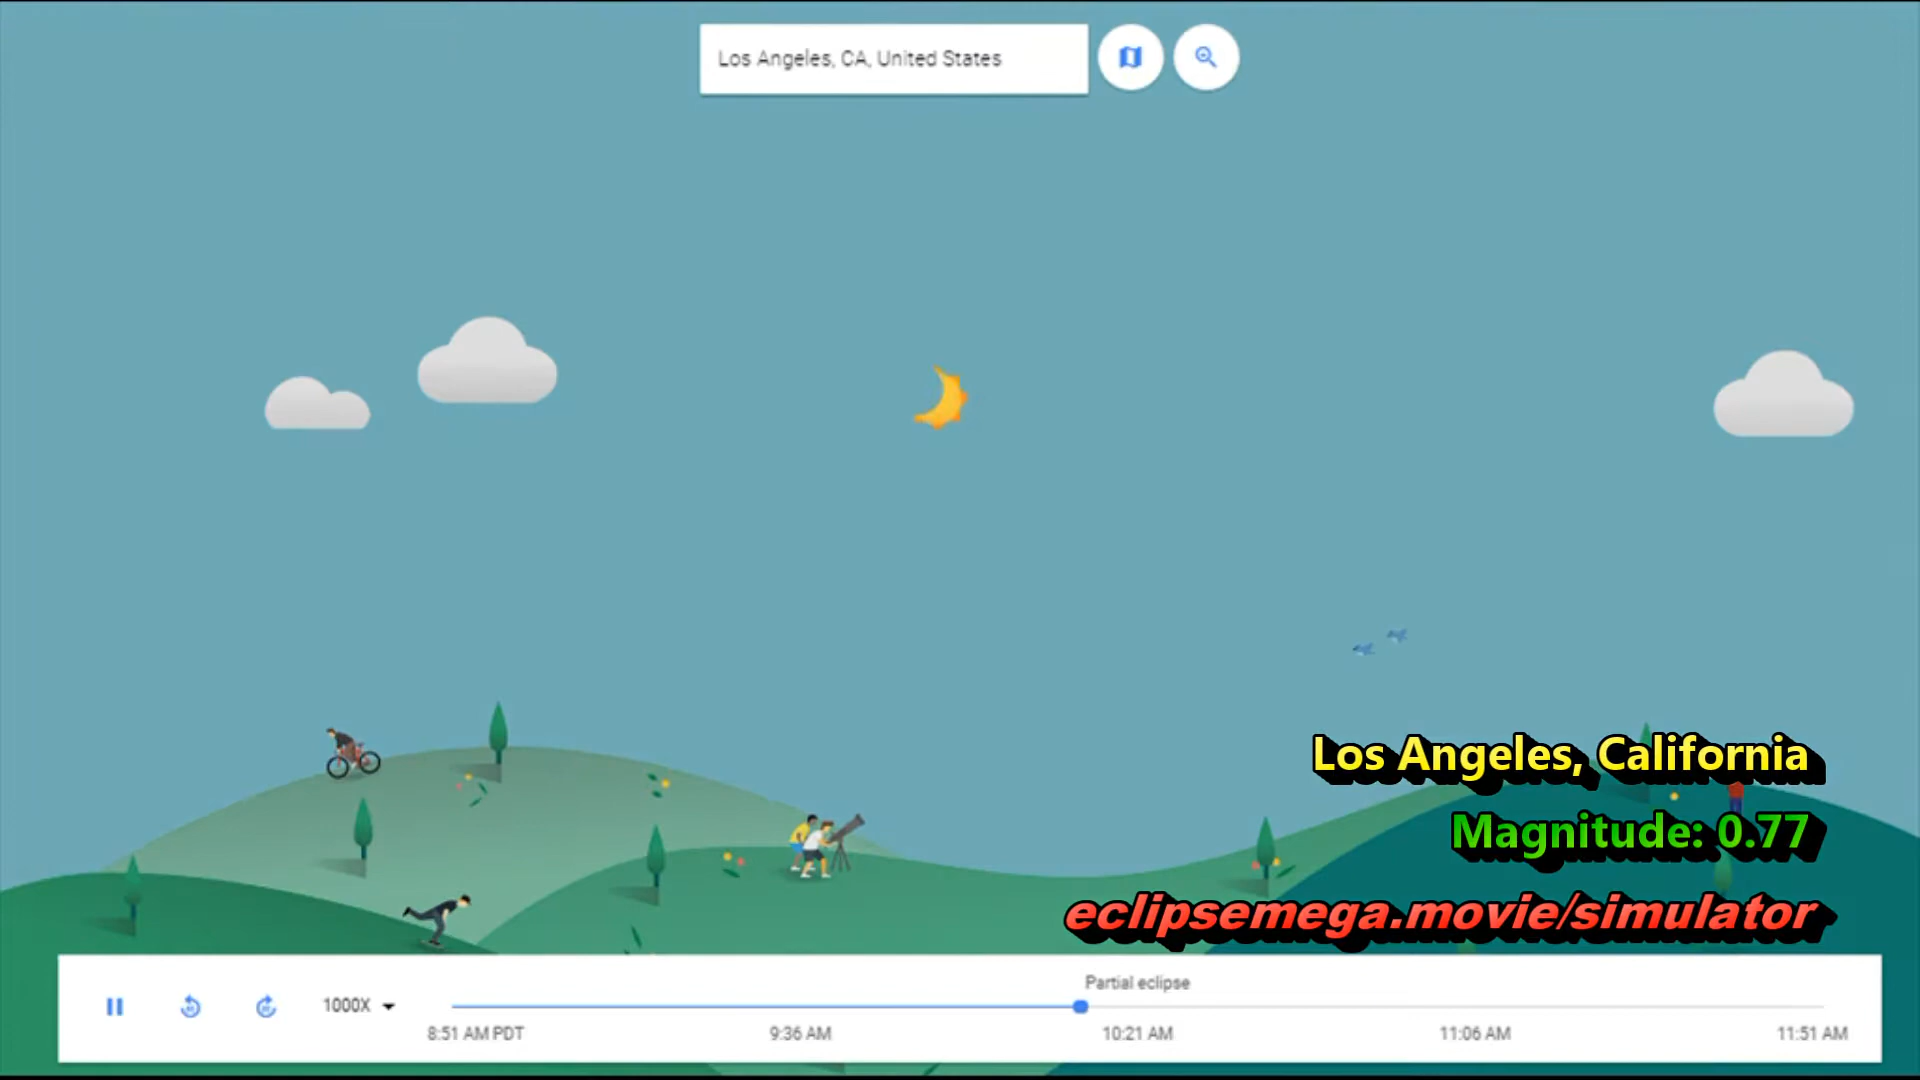 Los Angeles, CA, United States
Los Angeles, California
Magnitude: 0.77
eclipsemega.movie/simulator
Partial eclipse
1000X
8:51 AM PDT
9:36 AM
10:21 AM
11:06 AM
11:51 AM